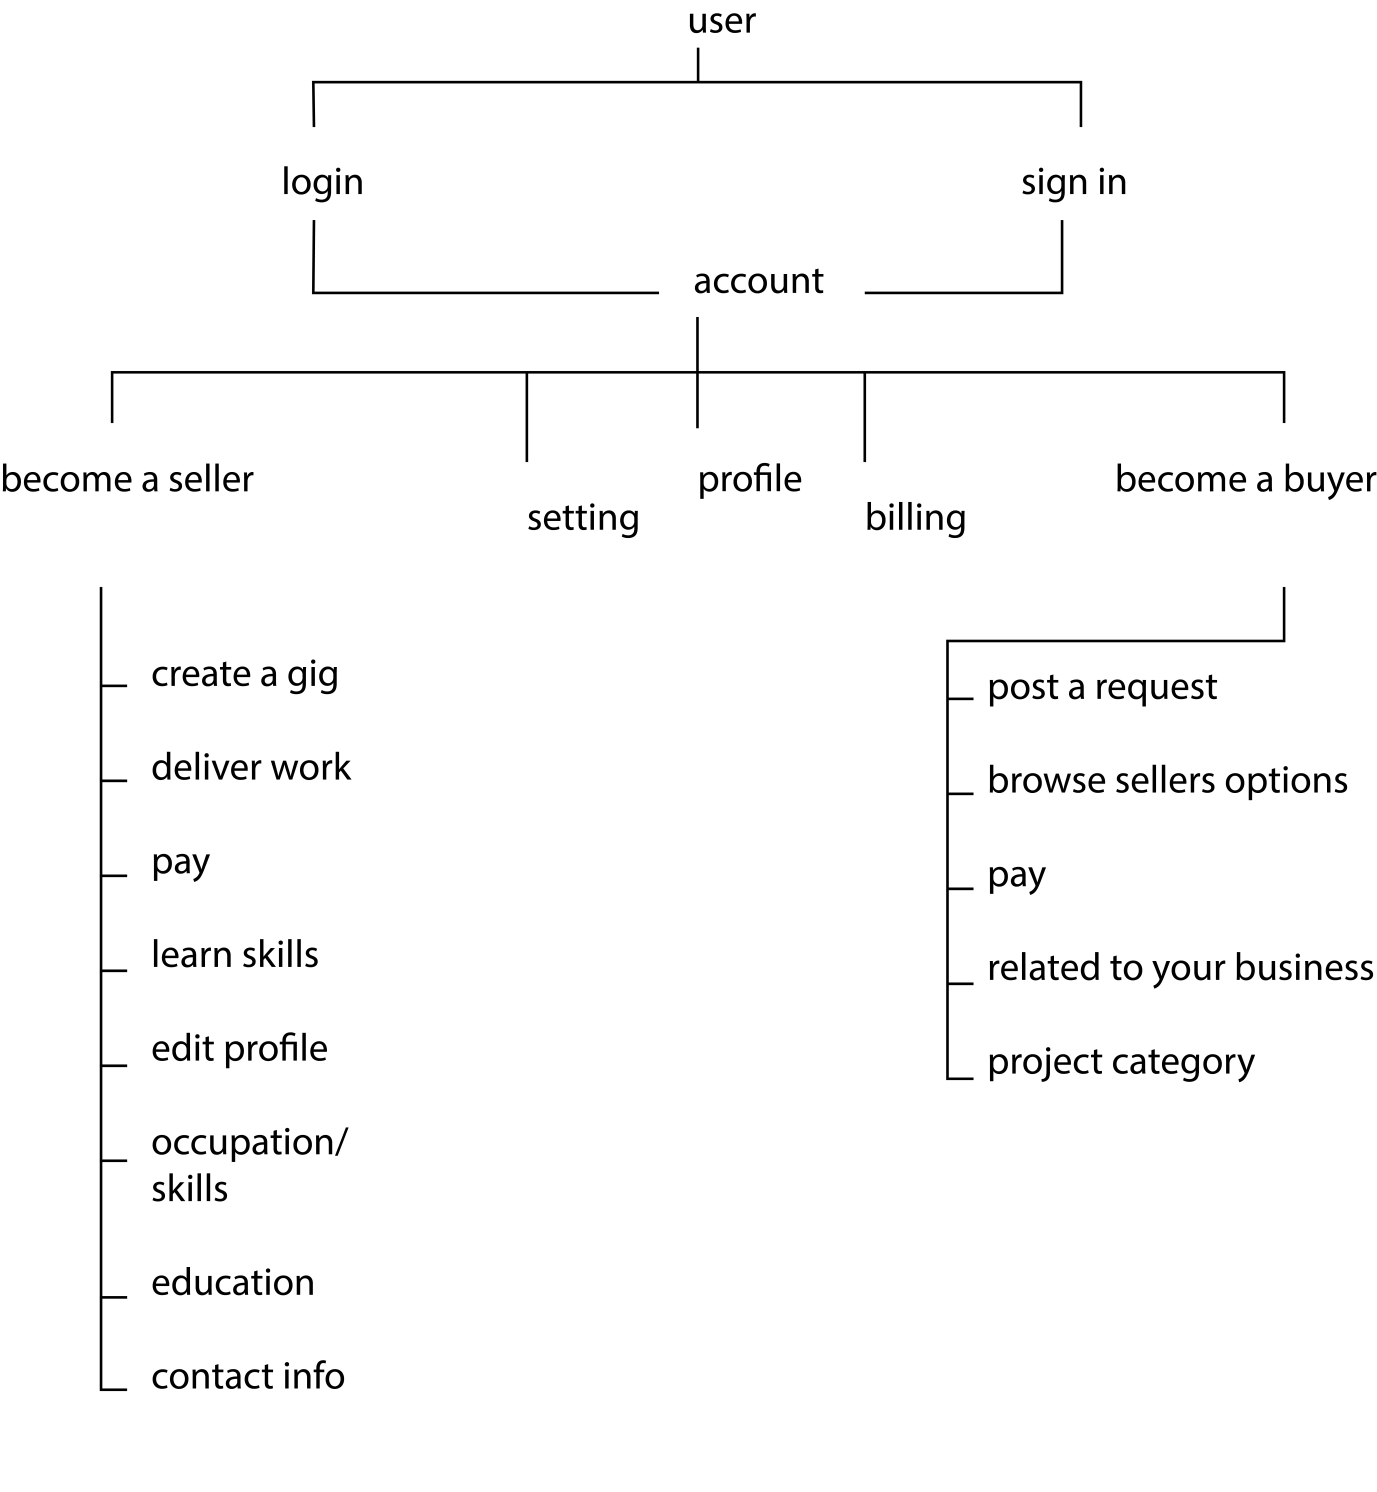 user
login
sign in
account
become a seller
setting
profile
billing
become a buyer
create a gig
deliver work
pay
learn skills
edit profile
occupation/
skills
education
contact info
post a request
browse sellers options
pay
related to your business
project category